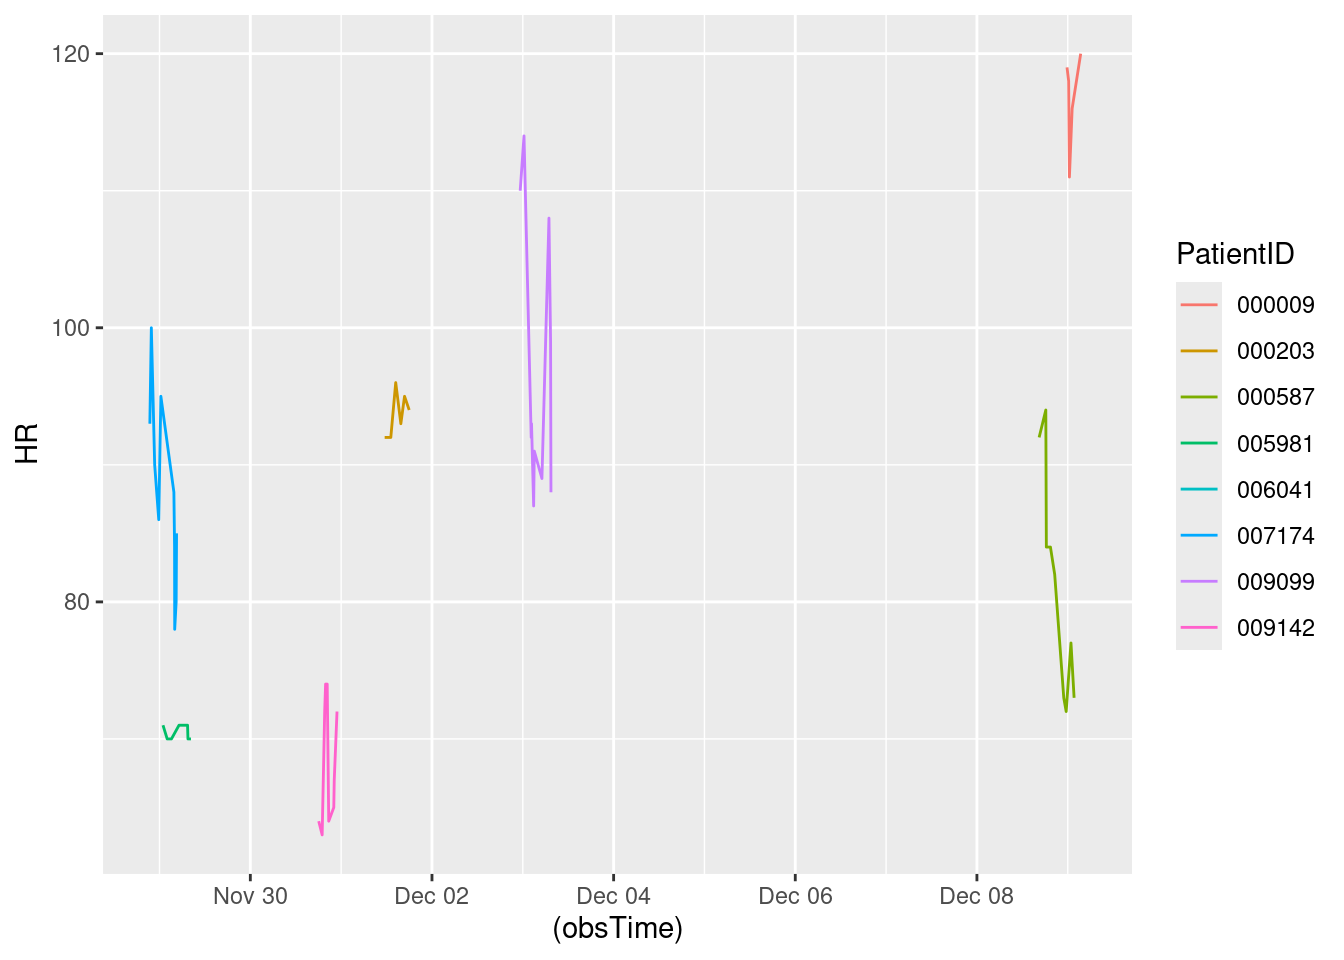 120
100
80
HR
Nov 30
Dec 02
Dec 04
Dec 06
Dec 08
(obsTime)
PatientID
000009
000203
000587
005981
006041
007174
009099
009142